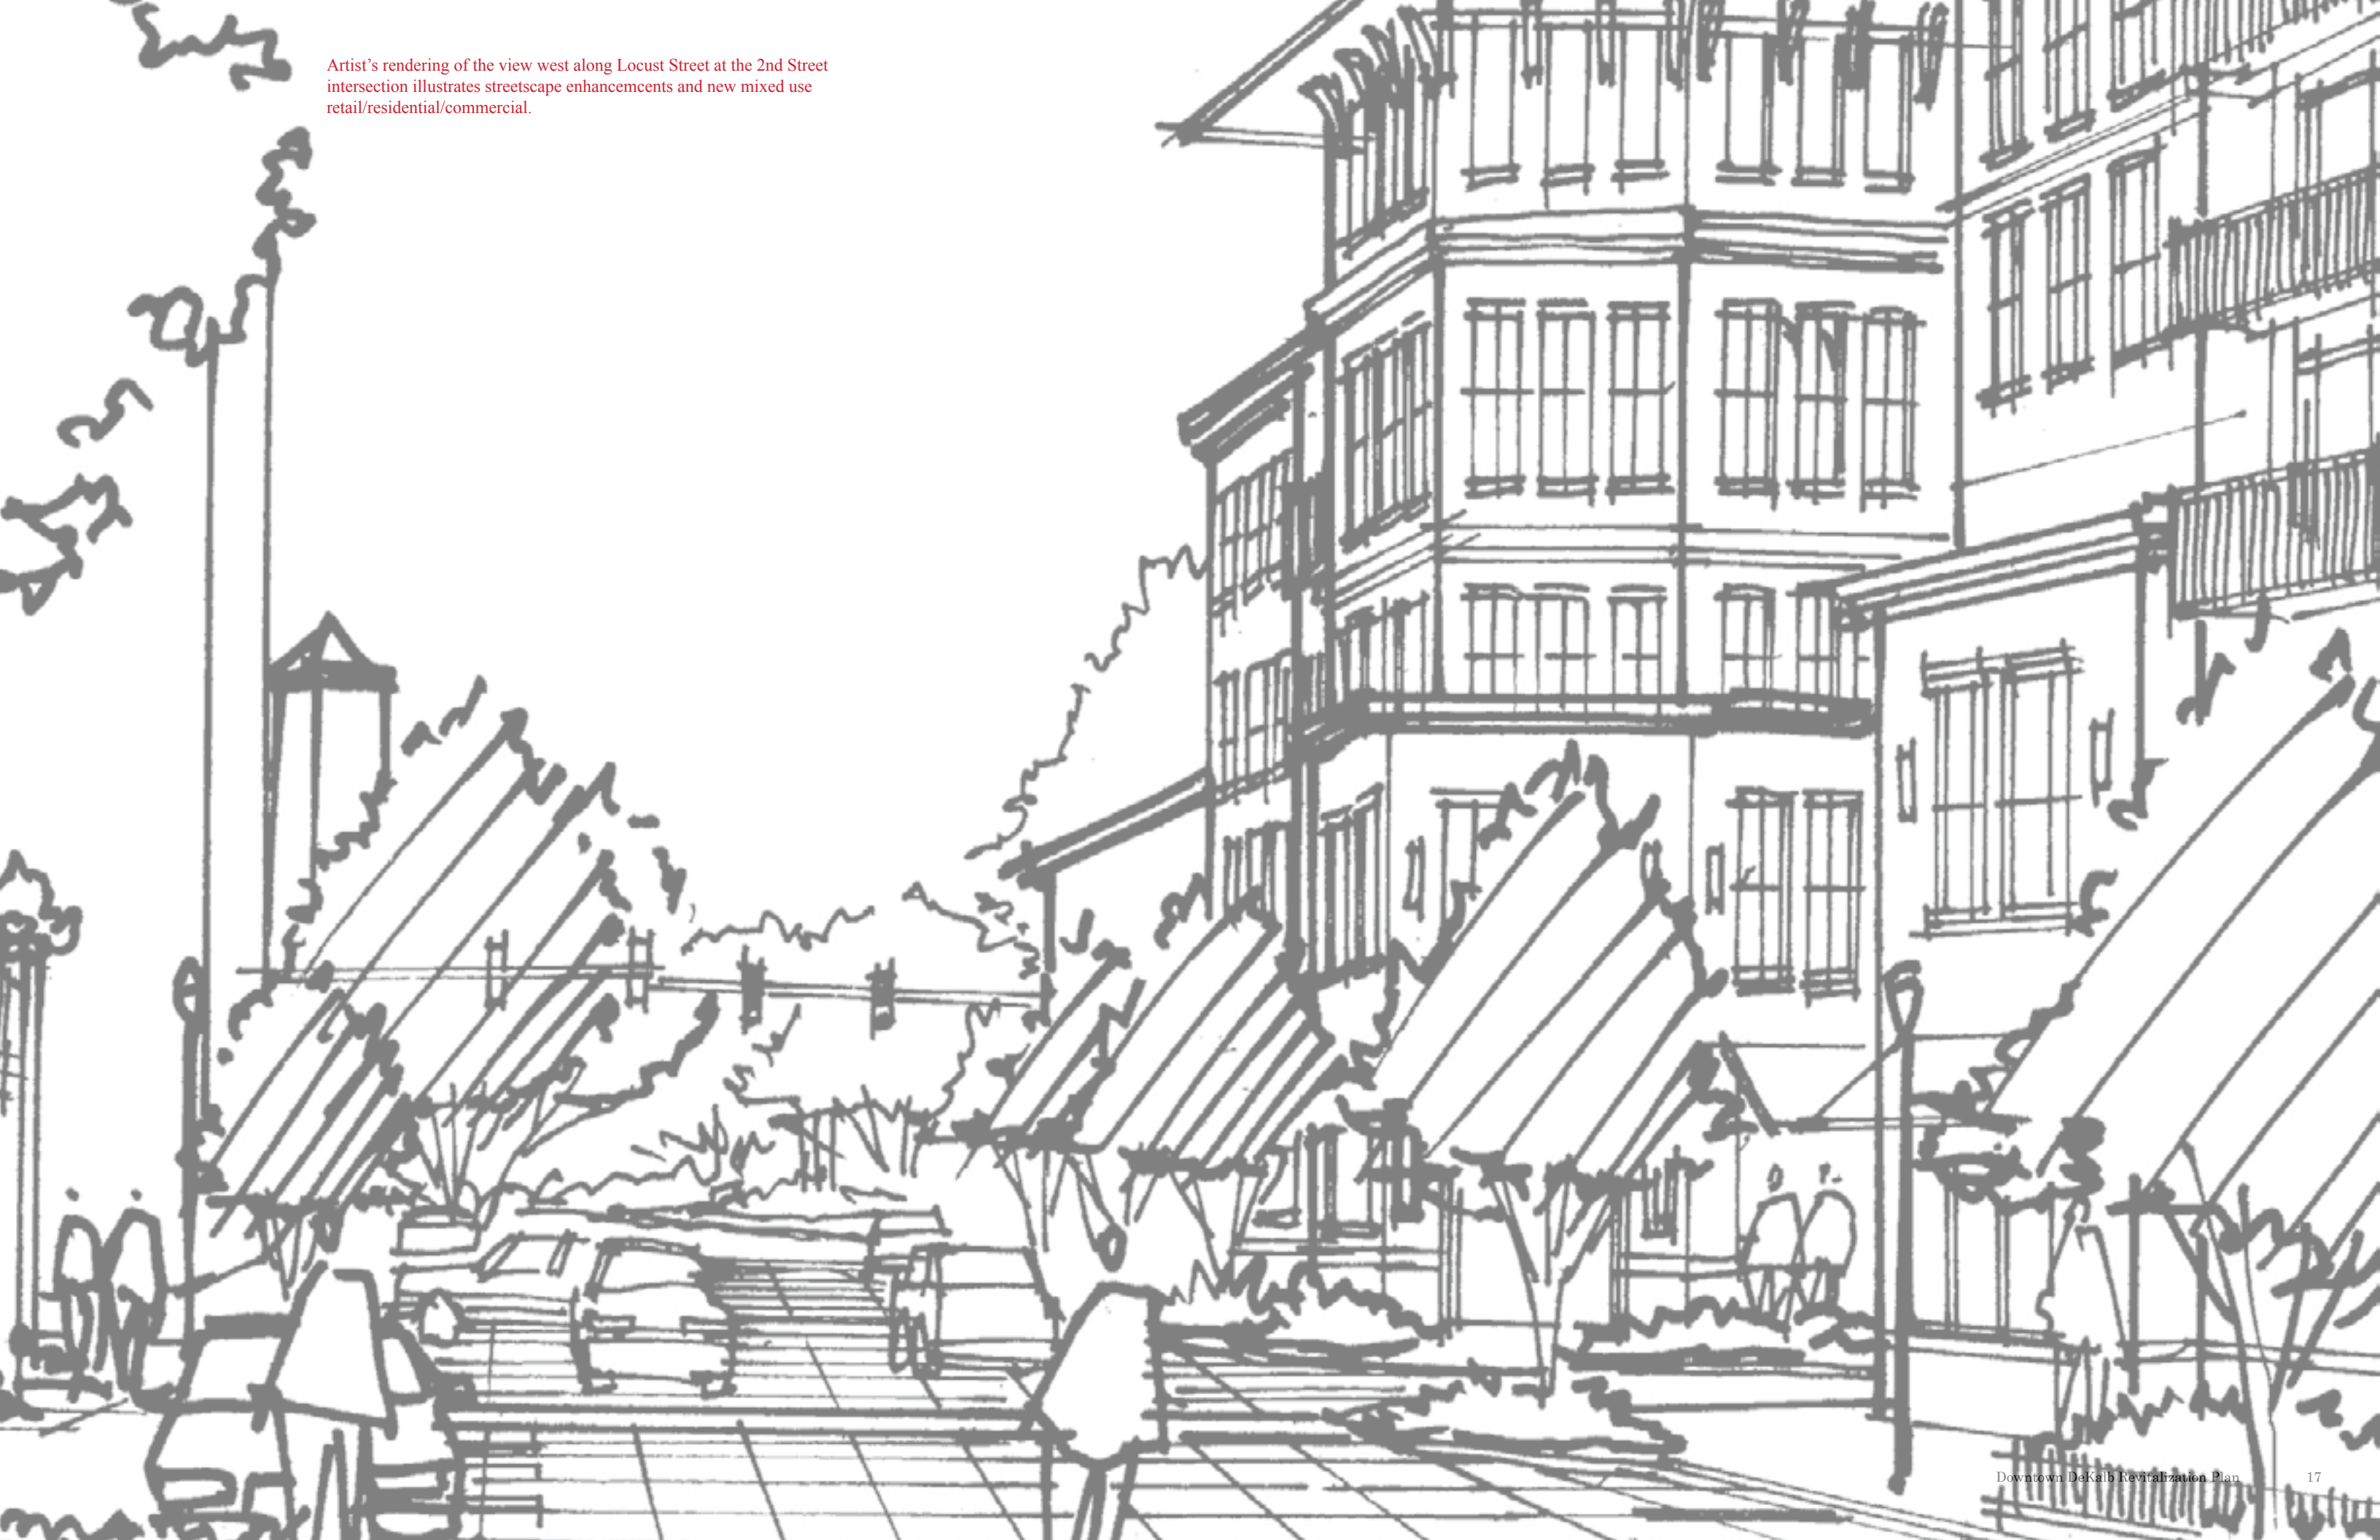 Artist’s rendering of the view west along Locust Street at the 2nd Street
intersection illustrates streetscape enhancemcents and new mixed use
retail/residential/commercial.
Downtown DeKalb Revitalization Plan 17